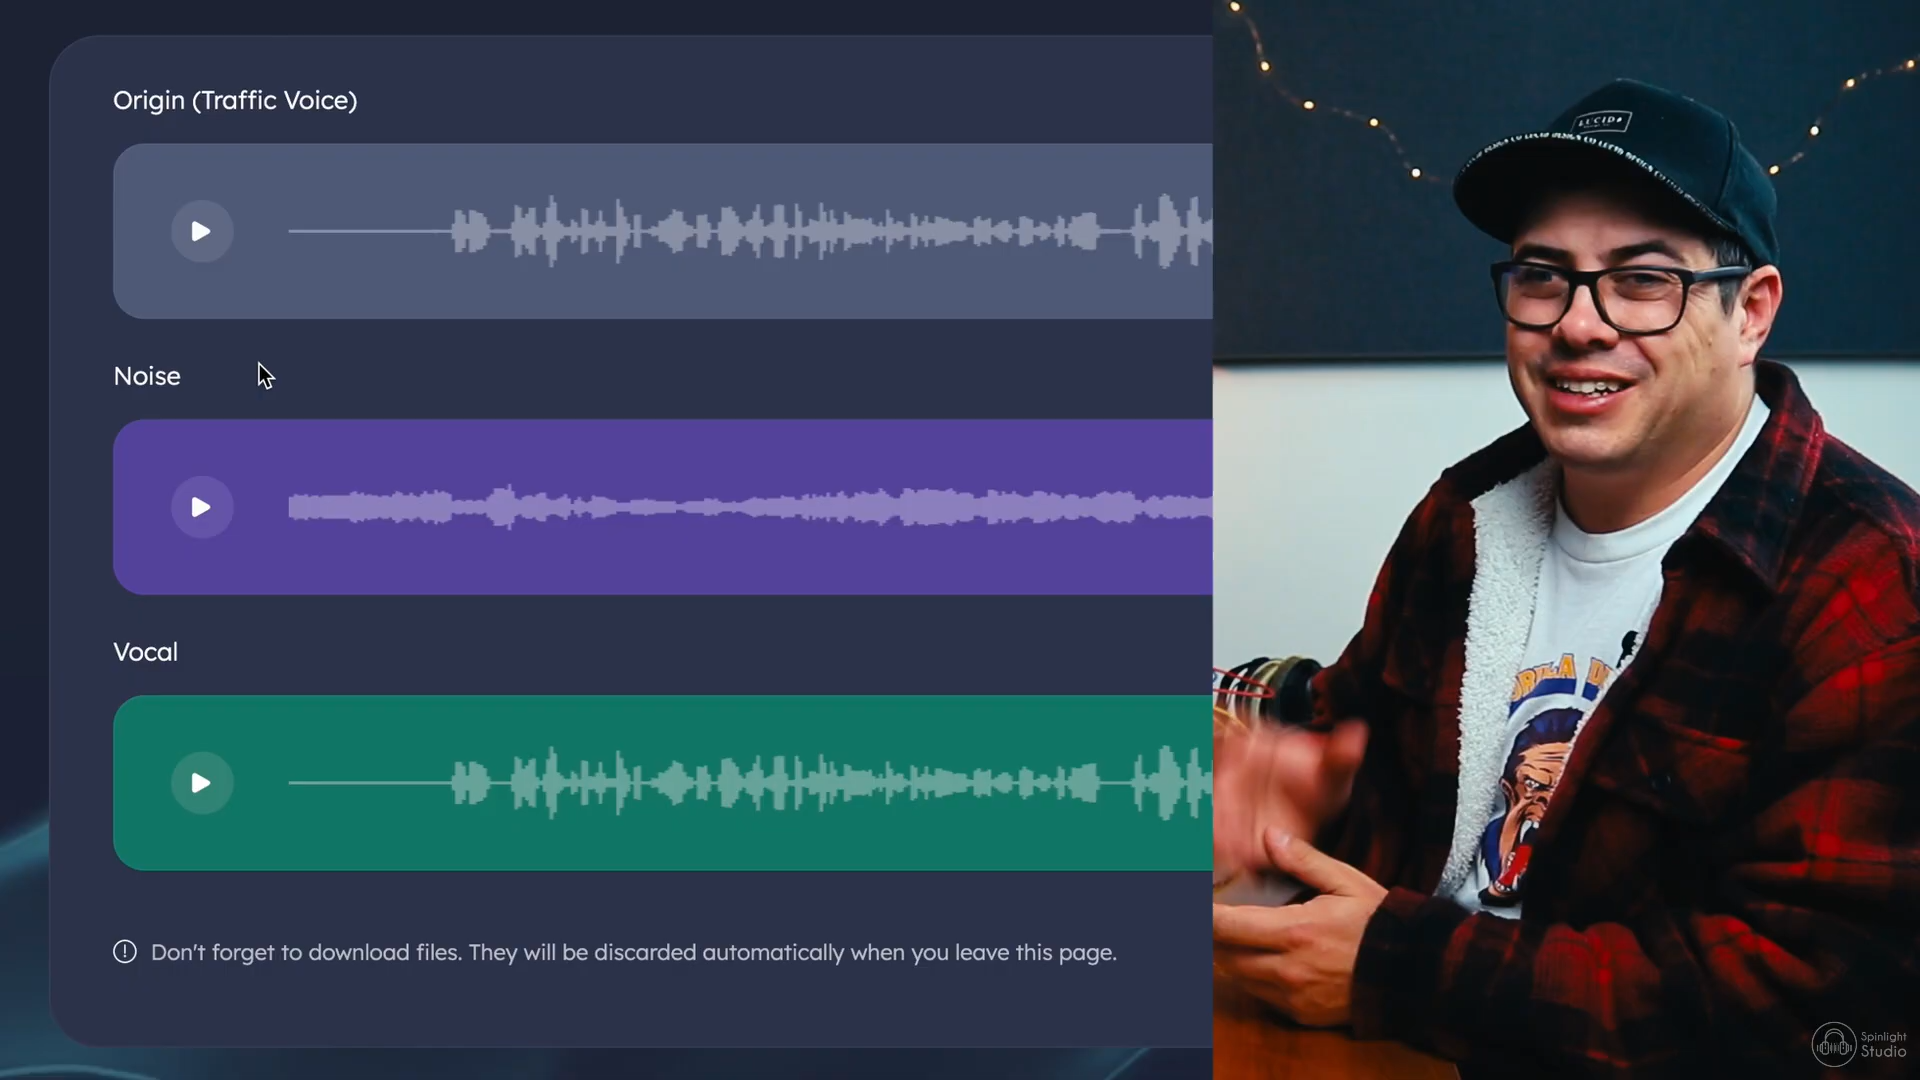 Origin (Traffic Voice)
Noise
Vocal
Don't forget to download files. They will be discarded automatically when you leave this page.
LUCID
Spinlight
Studio